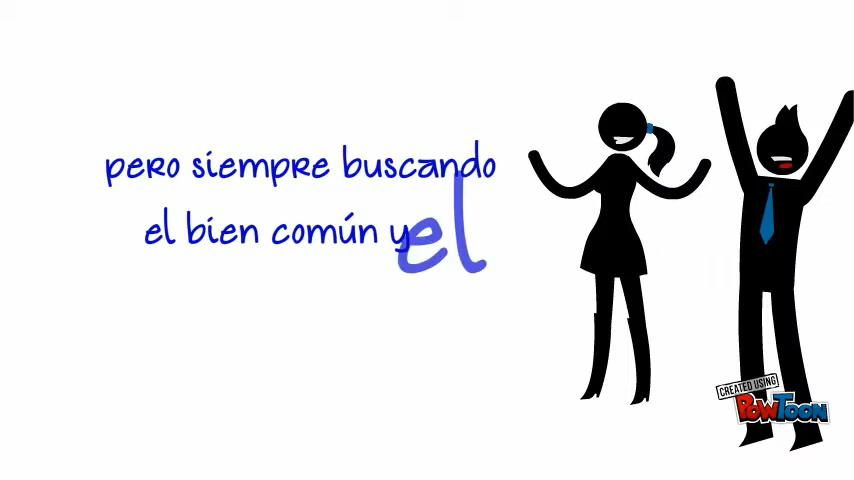 pero siempre buscando
el bien común y el
CREATED USING
POWTOON